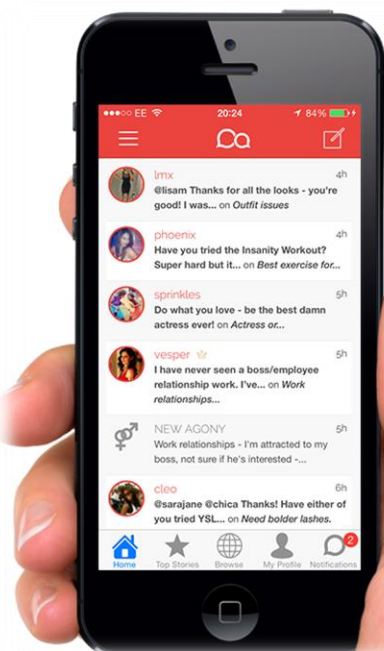 EE 20:24 84%
lmx 4h
@lisam Thanks for all the looks - you're
good! I was... on Outfit issues
phoenix 4h
Have you tried the Insanity Workout?
Super hard but it... on Best exercise for...
sprinkles 5h
Do what you love - be the best damn
actress ever! on Actress or...
vesper 5h
I have never seen a boss/employee
relationship work. I've... on Work
relationships...
NEW AGONY 5h
Work relationships - I'm attracted to my
boss, not sure if he's interested -...
cleo 6h
@sarajane @chica Thanks! Have either of
you tried YSL... on Need bolder lashes.
2
Home Top Stories Browse My Profile Notifications